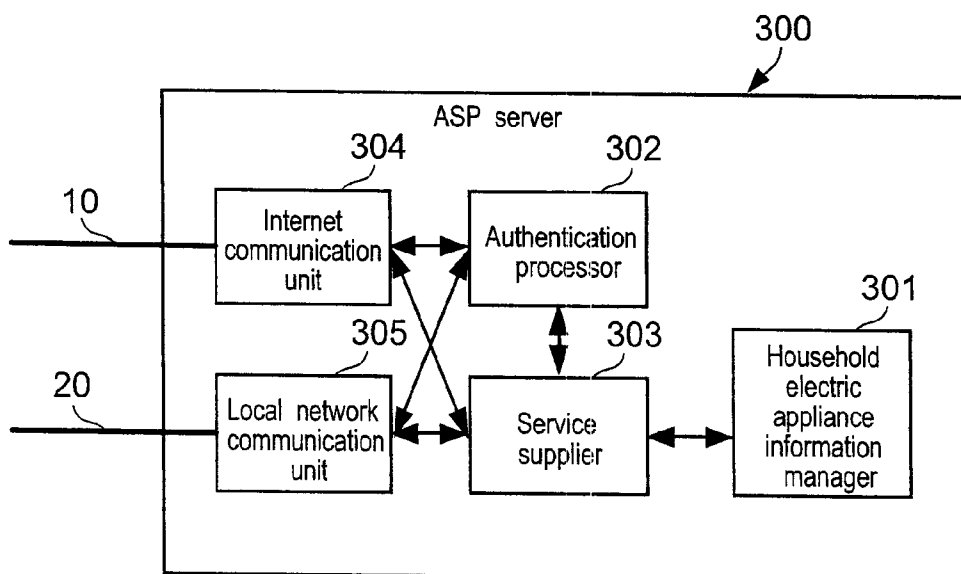 300
ASP server
304
302
10
Internet
communication
unit
Authentication
processor
301
305
303
20
Local network
communication
unit
Service
supplier
Household
electric
appliance
information
manager